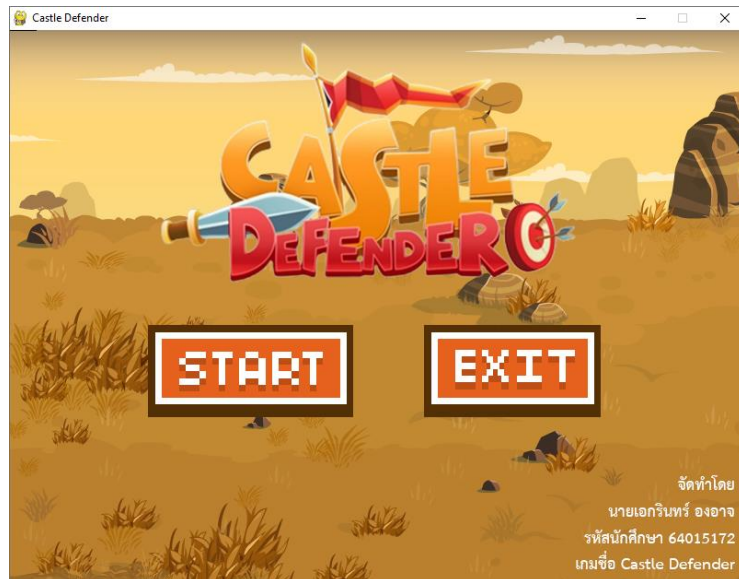 Castle Defender
CASTLE
DEFENDER
START
EXIT
จัดทำโดย
นายเอกรินทร์ องอาจ
รหัสนักศึกษา 64015172
เกมชื่อ Castle Defender